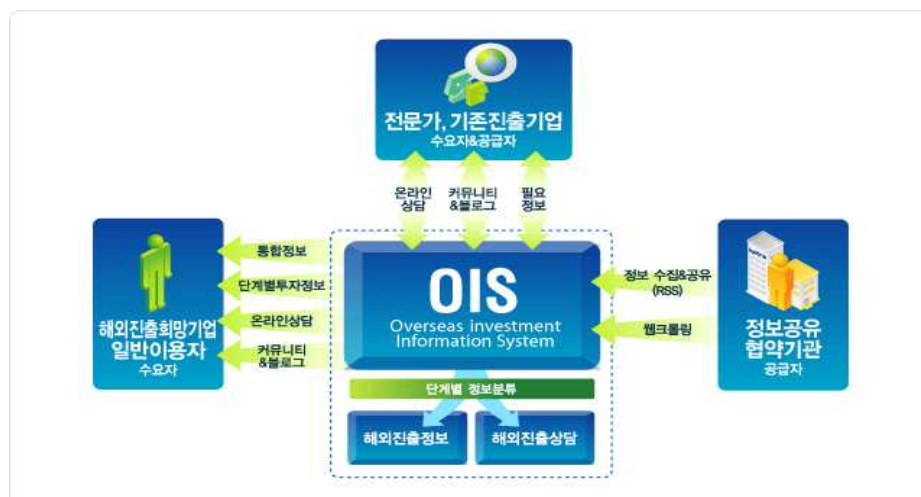 전문가, 기존진출기업
수요자&공급자
온라인
상담
커뮤니티
&블로그
필요
정보
해외진출희망기업
일반이용자
수요자
통합정보
단계별투자정보
온라인상담
커뮤니티
&블로그
OIS
Overseas investment
Information System
정보 수집&공유
(RSS)
웹크롤링
정보공유
협약기관
공급자
단계별 정보분류
해외진출정보
해외진출상담